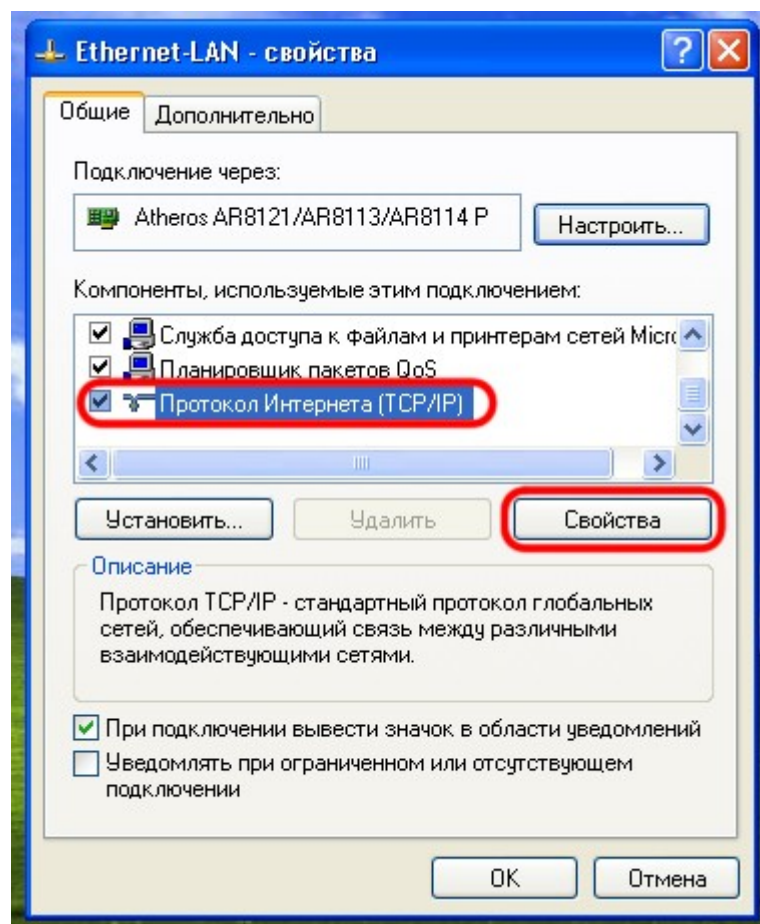 Ethernet-LAN - свойства
Общие Дополнительно
Подключение через:
Atheros AR8121/AR8113/AR8114 P
Настроить...
Компоненты, используемые этим подключением:
Служба доступа к файлам и принтерам сетей Micro
Планировщик пакетов QoS
Протокол Интернета (TCP/IP)
Установить... Удалить Свойства
Описание
Протокол TCP/IP - стандартный протокол глобальных
сетей, обеспечивающий связь между различными
взаимодействующими сетями.
При подключении вывести значок в области уведомлений
Уведомлять при ограниченном или отсутствующем
подключении
OK Отмена